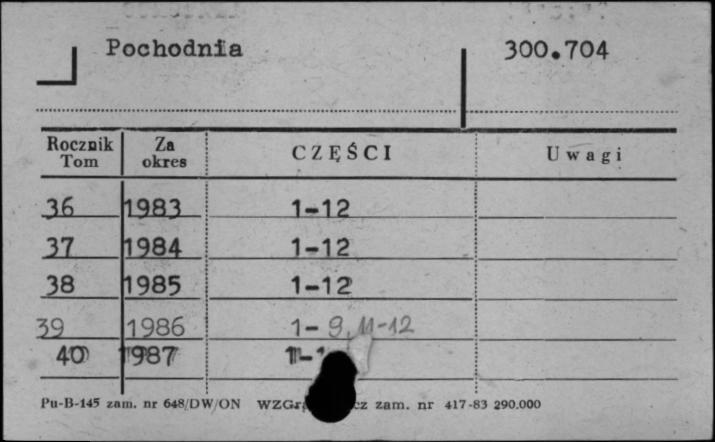 Pochodnia 300.704
Rocznik Tom Za okres CZĘŚCI Uwagi
36 1983 1-12
37 1984 1-12
38 1985 1-12
39 1986 1-9, 11-12
40 1987
Pu-B-145 zam. nr 648/DW/ON zam. nr 417-83 290.000